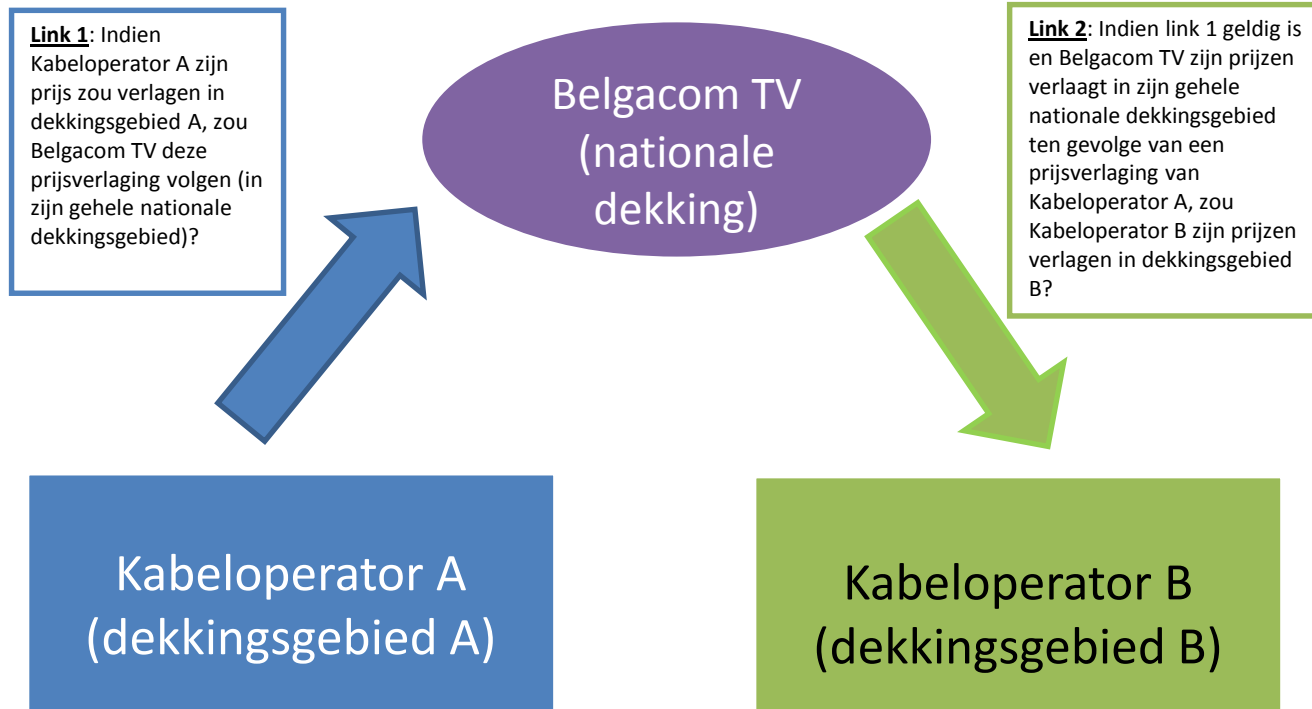 Link 1: Indien
Kabeloperator A zijn
prijs zou verlagen in
dekkingsgebied A, zou
Belgacom TV deze
prijsverlaging volgen (in
zijn gehele nationale
dekkingsgebied)?
Belgacom TV
(nationale
dekking)
Link 2: Indien link 1 geldig is
en Belgacom TV zijn prijzen
verlaagt in zijn gehele
nationale dekkingsgebied
ten gevolge van een
prijsverlaging van
Kabeloperator A, zou
Kabeloperator B zijn prijzen
verlagen in dekkingsgebied
B?
Kabeloperator A
(dekkingsgebied A)
Kabeloperator B
(dekkingsgebied B)